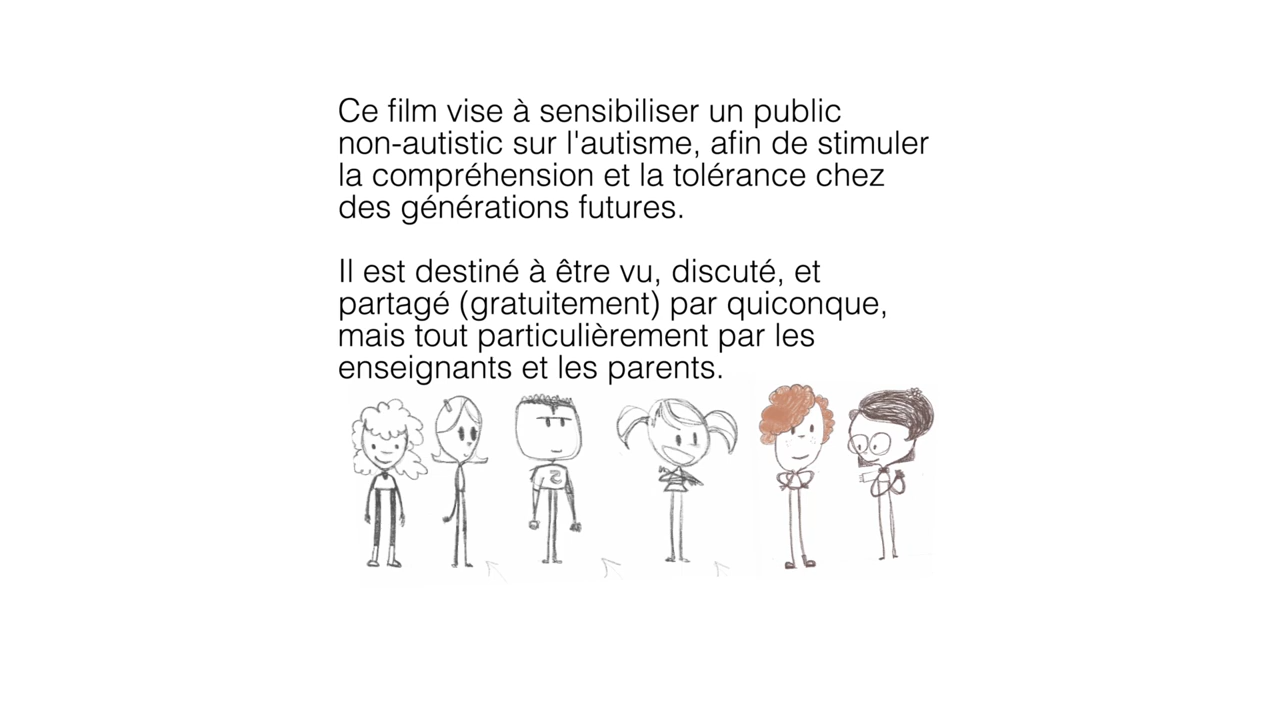 Ce film vise à sensibiliser un public
non-autistic sur l'autisme, afin de stimuler
la compréhension et la tolérance chez
des générations futures.
Il est destiné à être vu, discuté, et
partagé (gratuitement) par quiconque,
mais tout particulièrement par les
enseignants et les parents.